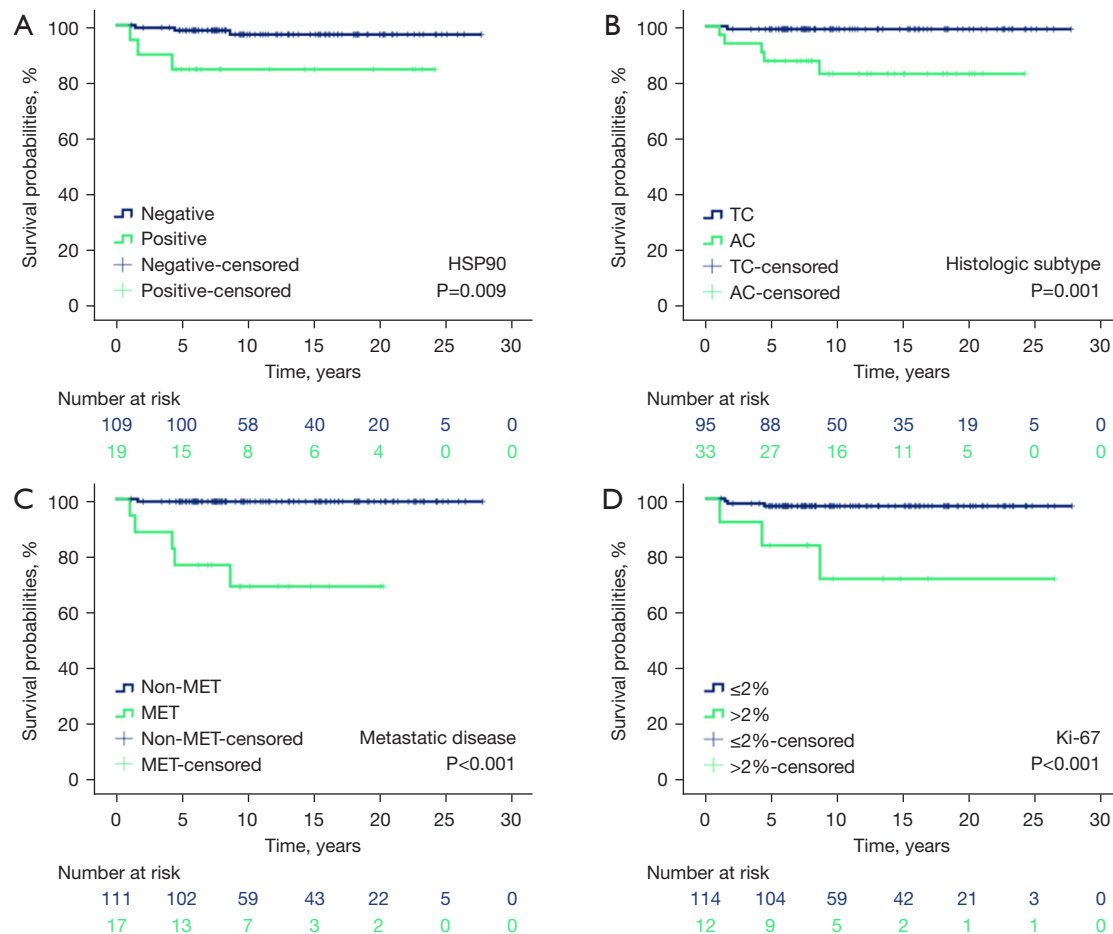 A
Survival probabilities, %
100
80
60
40
20
0
Negative
Positive
Negative-censored
Positive-censored
HSP90
P=0.009
0 5 10 15 20 25 30
Time, years
Number at risk
109 100 58 40 20 5 0
19 15 8 6 4 0 0
B
Survival probabilities, %
100
80
60
40
20
0
TC
AC
TC-censored
AC-censored
Histologic subtype
P=0.001
0 5 10 15 20 25 30
Time, years
Number at risk
95 88 50 35 19 5 0
33 27 16 11 5 0 0
C
Survival probabilities, %
100
80
60
40
20
0
Non-MET
MET
Non-MET-censored
MET-censored
Metastatic disease
P<0.001
0 5 10 15 20 25 30
Time, years
Number at risk
111 102 59 43 22 5 0
17 13 7 3 2 0 0
D
Survival probabilities, %
100
80
60
40
20
0
≤2%
>2%
≤2%-censored
>2%-censored
Ki-67
P<0.001
0 5 10 15 20 25 30
Time, years
Number at risk
114 104 59 42 21 3 0
12 9 5 2 1 1 0